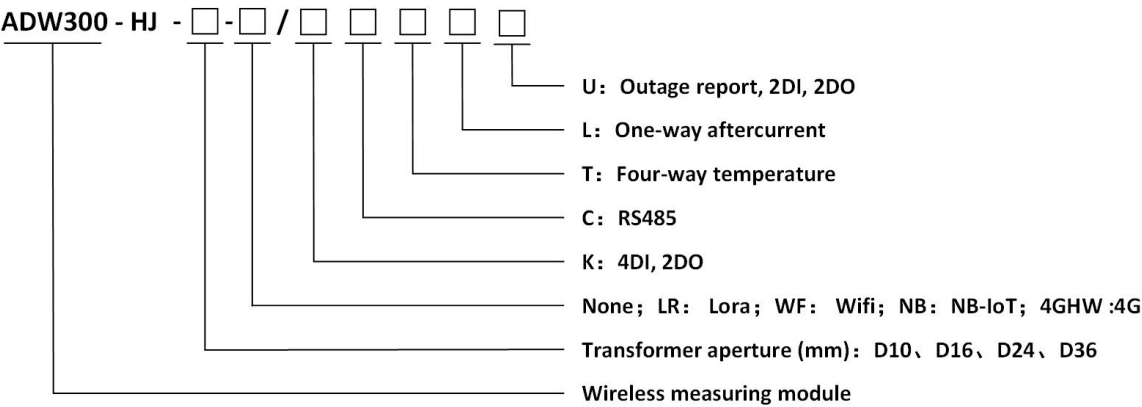 ADW300 - HJ - □ - □ / □ □ □ □ □
U：Outage report, 2DI, 2DO
L：One-way aftercurrent
T：Four-way temperature
C：RS485
K：4DI, 2DO
None；LR：Lora；WF：Wifi；NB：NB-IoT；4GHW :4G
Transformer aperture (mm)：D10、D16、D24、D36
Wireless measuring module